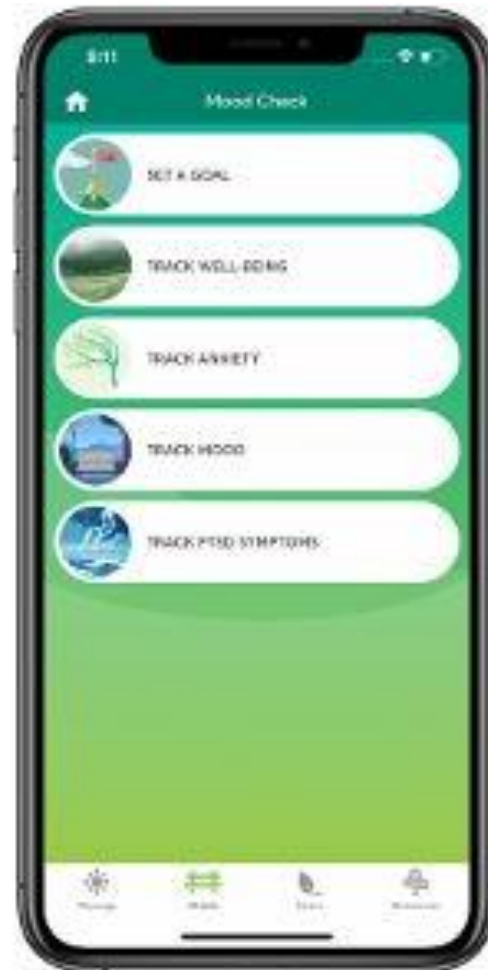 Mood Check
SET A GOAL
TRACK WELL-BEING
TRACK ANXIETY
TRACK MOOD
TRACK PTSD SYMPTOMS